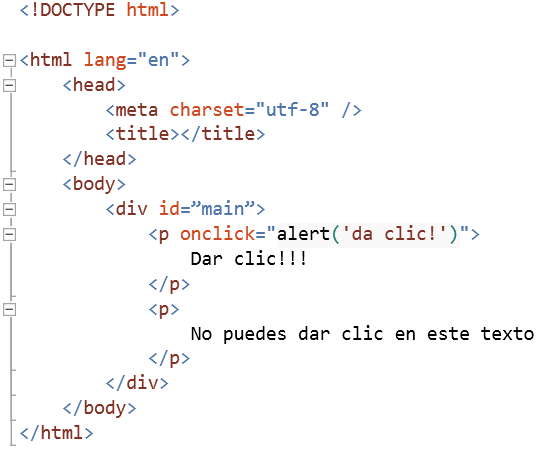 <!DOCTYPE html>
<html lang="en">
<head>
<meta charset="utf-8" />
<title></title>
</head>
<body>
<div id=”main”>
<p onclick="alert('da clic!')">
Dar clic!!!
</p>
<p>
No puedes dar clic en este texto
</p>
</div>
</body>
</html>